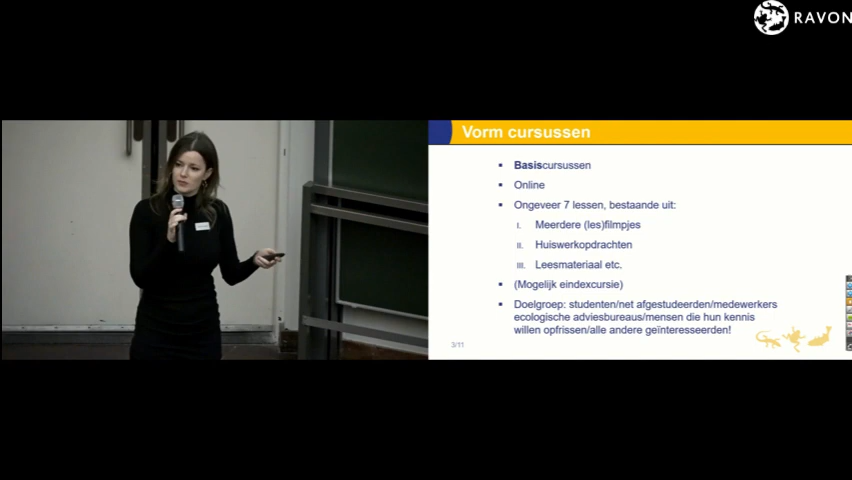 RAVON
Vorm cursussen
Basiscursussen
Online
Ongeveer 7 lessen, bestaande uit:
I. Meerdere (les)filmpjes
II. Huiswerkopdrachten
III. Leesmateriaal etc.
(Mogelijk eindexcursie)
Doelgroep: studenten/net afgestudeerden/medewerkers
ecologische adviesbureaus/mensen die hun kennis
willen opfrissen/alle andere geïnteresseerden!
3/11